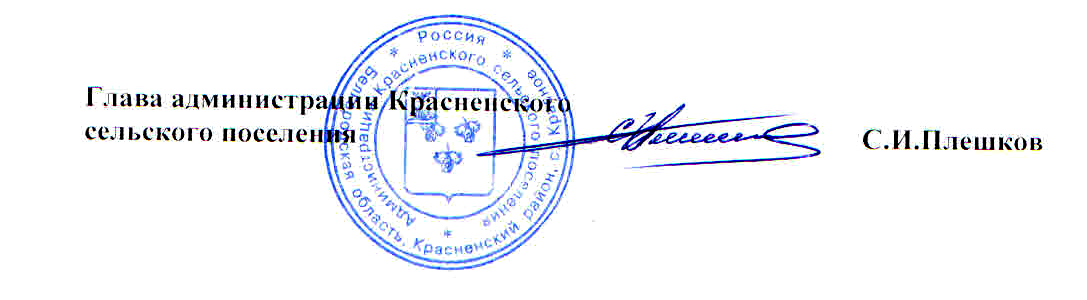 Глава администрации Красненского
сельского поселения
С.И.Плешков
Россия * Белгородская область, Красненский район, с. Красное *
Администрация Красненского сельского поселения *